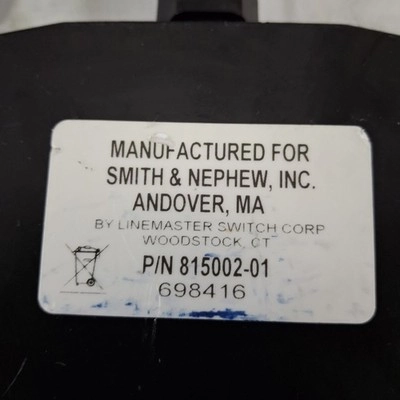 MANUFACTURED FOR
SMITH & NEPHEW, INC.
ANDOVER, MA
BY LINEMASTER SWITCH CORP
WOODSTOCK, CT
P/N 815002-01
698416